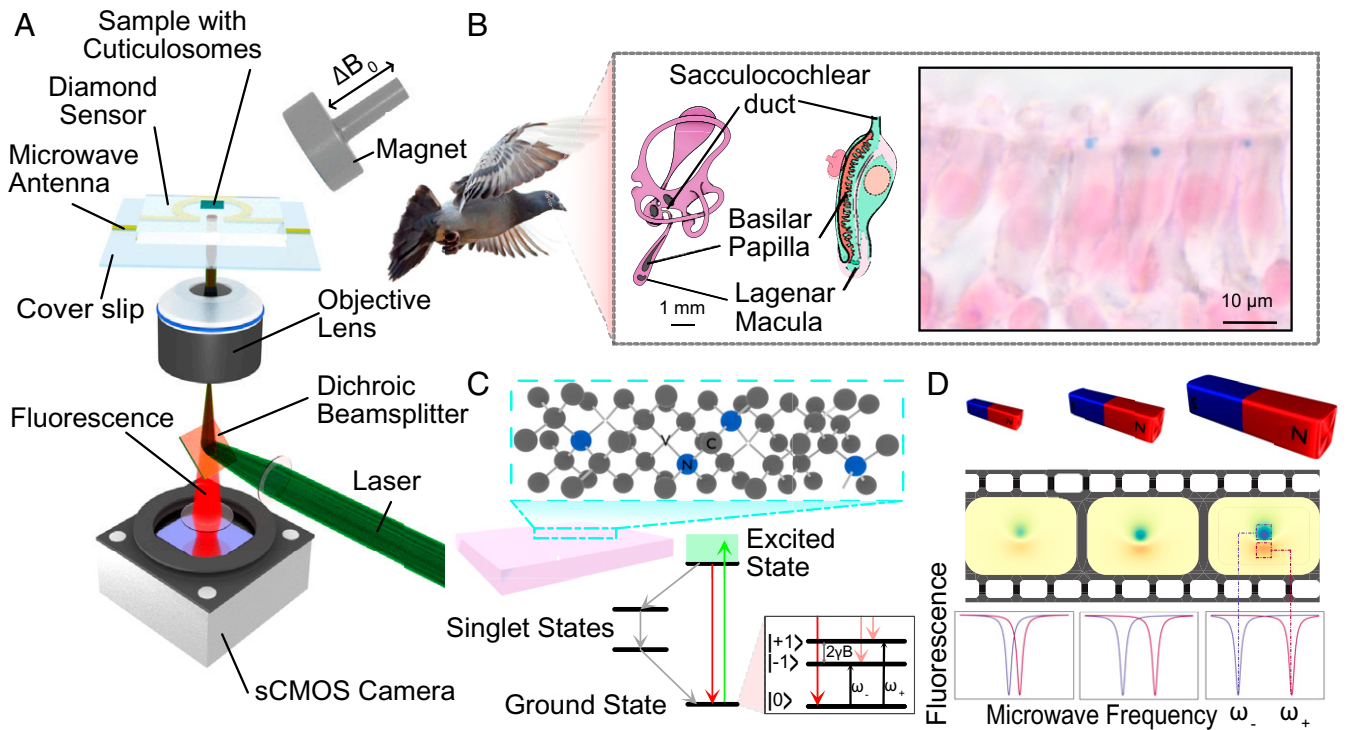 A
Sample with
Cuticulosomes
Diamond
Sensor
Microwave
Antenna
ΔB₀
Magnet
Cover slip
Objective
Lens
Dichroic
Beamsplitter
Fluorescence
Laser
sCMOS Camera
B
Sacculocochlear
duct
Basilar
Papilla
Lagenar
Macula
1 mm
10 µm
C
V
C
N
Excited
State
Singlet States
Ground State
|+1〉
|-1〉
|0〉
2γB
ω₋
ω₊
D
N
N
S
N
Fluorescence
Microwave Frequency
ω₋
ω₊